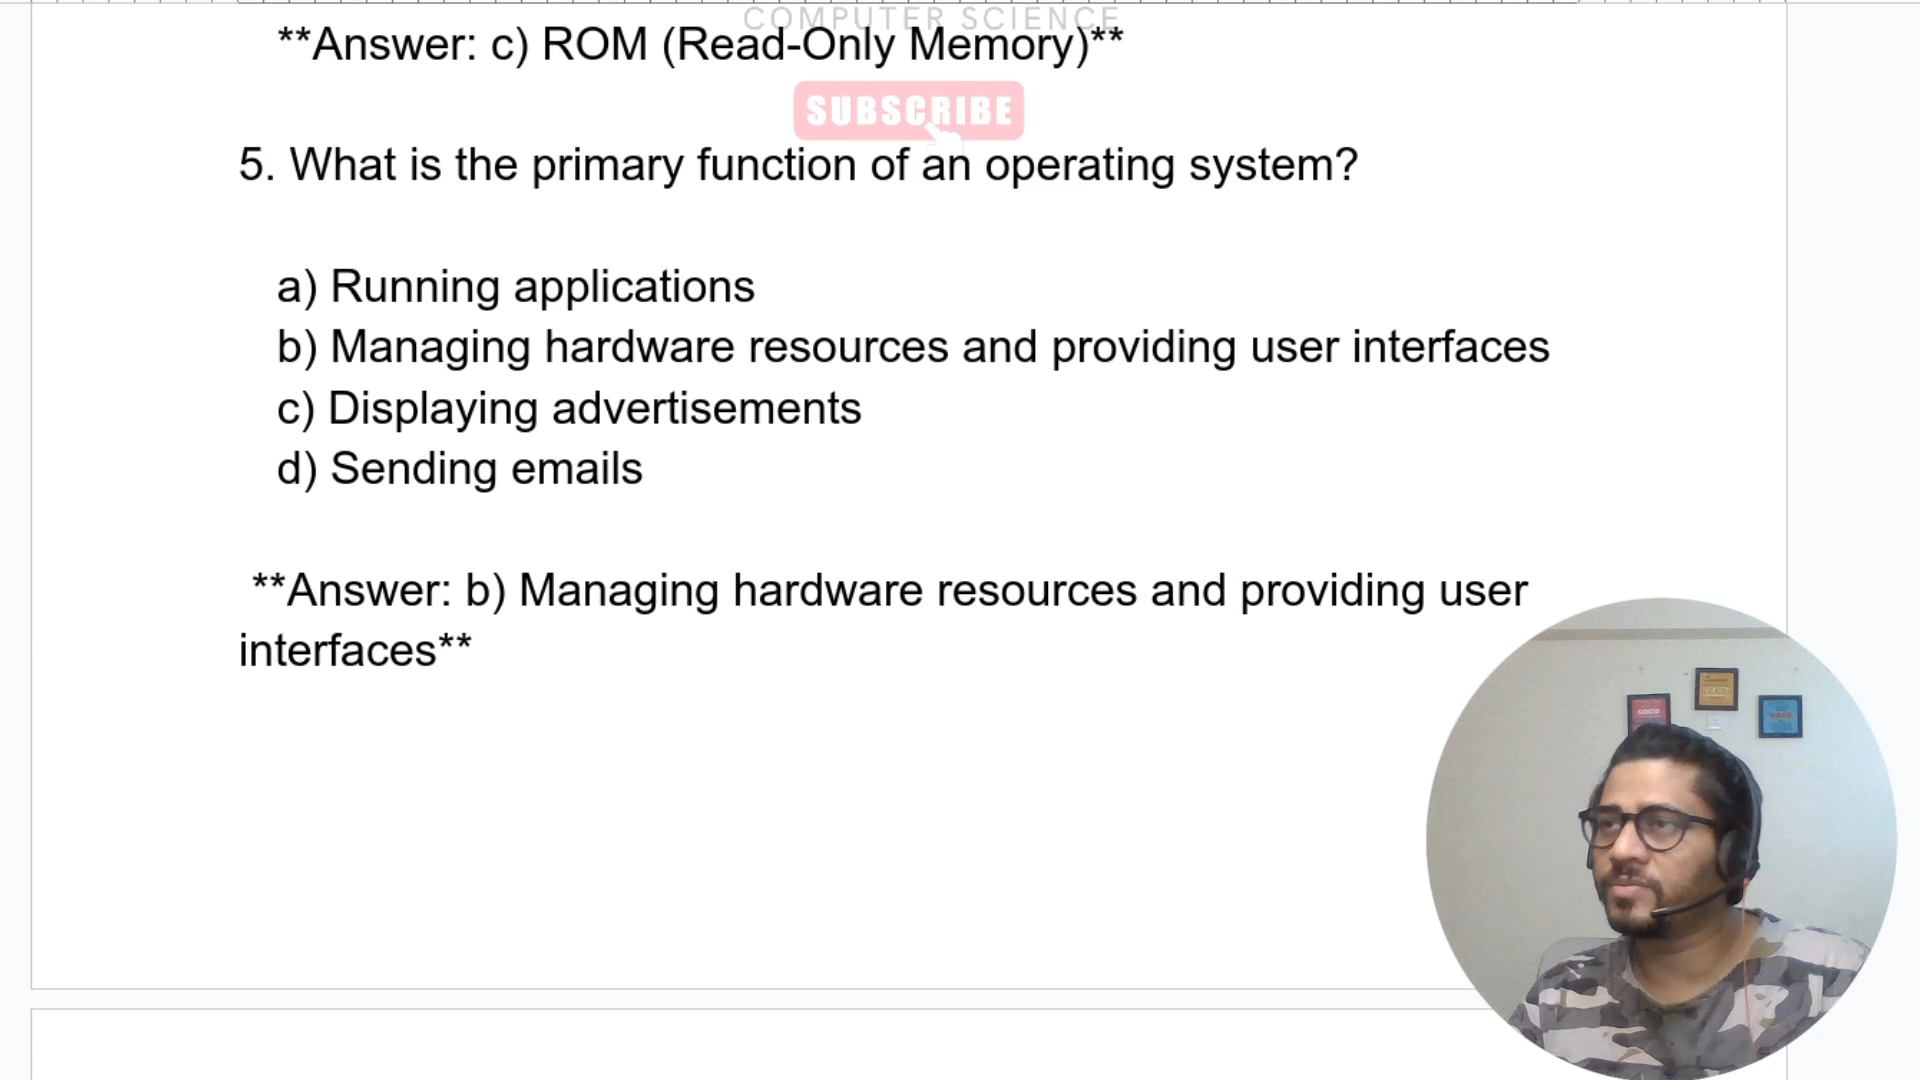 COMPUTER SCIENCE
**Answer: c) ROM (Read-Only Memory)**
SUBSCRIBE
5. What is the primary function of an operating system?
a) Running applications
b) Managing hardware resources and providing user interfaces
c) Displaying advertisements
d) Sending emails
**Answer: b) Managing hardware resources and providing user
interfaces**